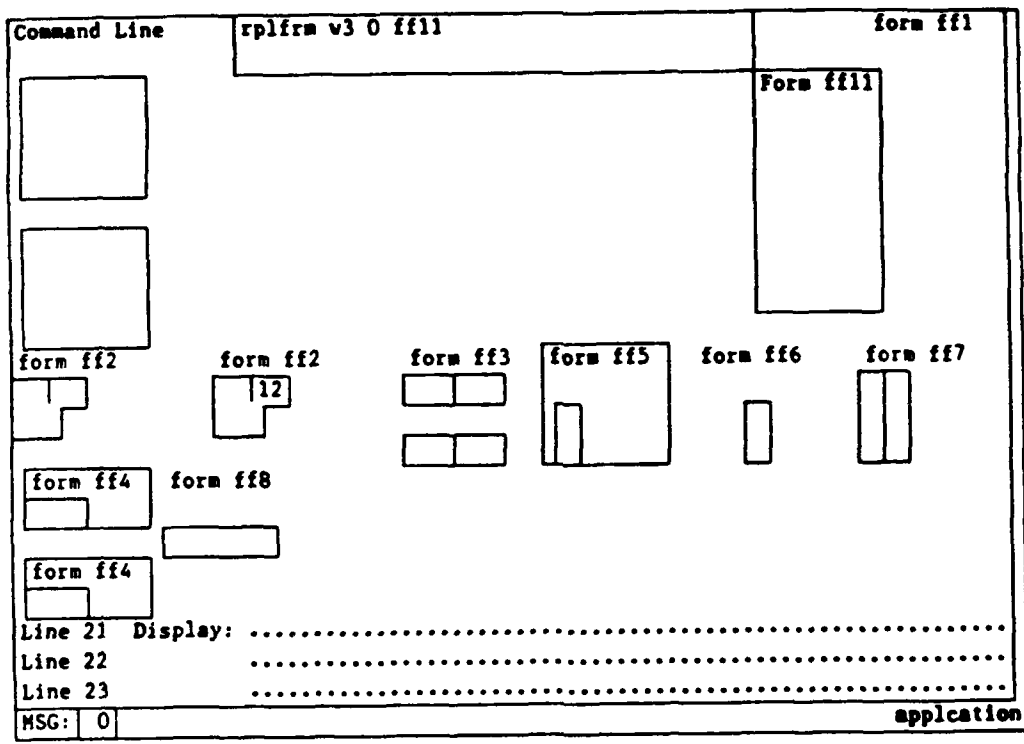 Command Line rplfrm v3 0 ff11 form ff1
Form ff11
form ff2 form ff2 form ff3 form ff5 form ff6 form ff7
12
form ff4 form ff8
form ff4
Line 21 Display: ................................................
Line 22 ................................................
Line 23 ................................................
MSG: 0 applcation